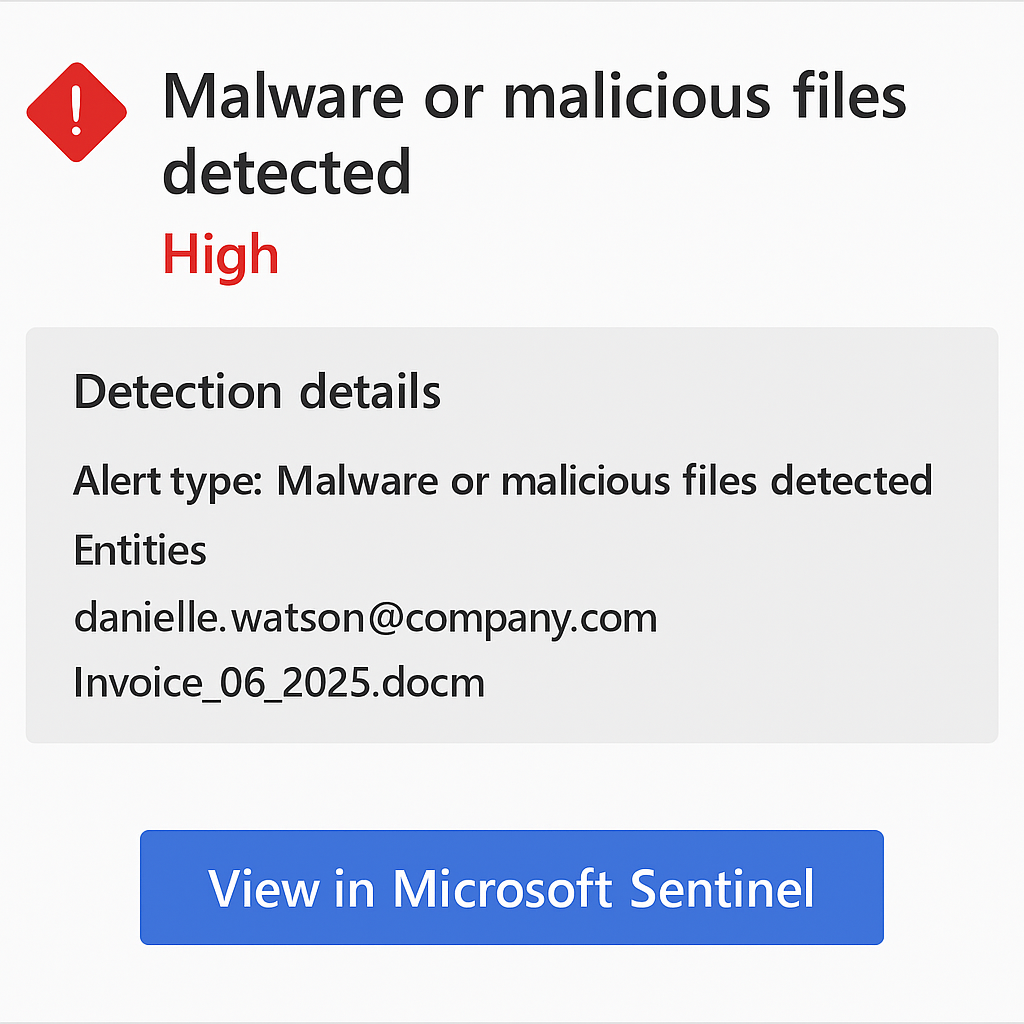 Malware or malicious files
detected
High
Detection details
Alert type: Malware or malicious files detected
Entities
danielle.watson@company.com
Invoice_06_2025.docm
View in Microsoft Sentinel